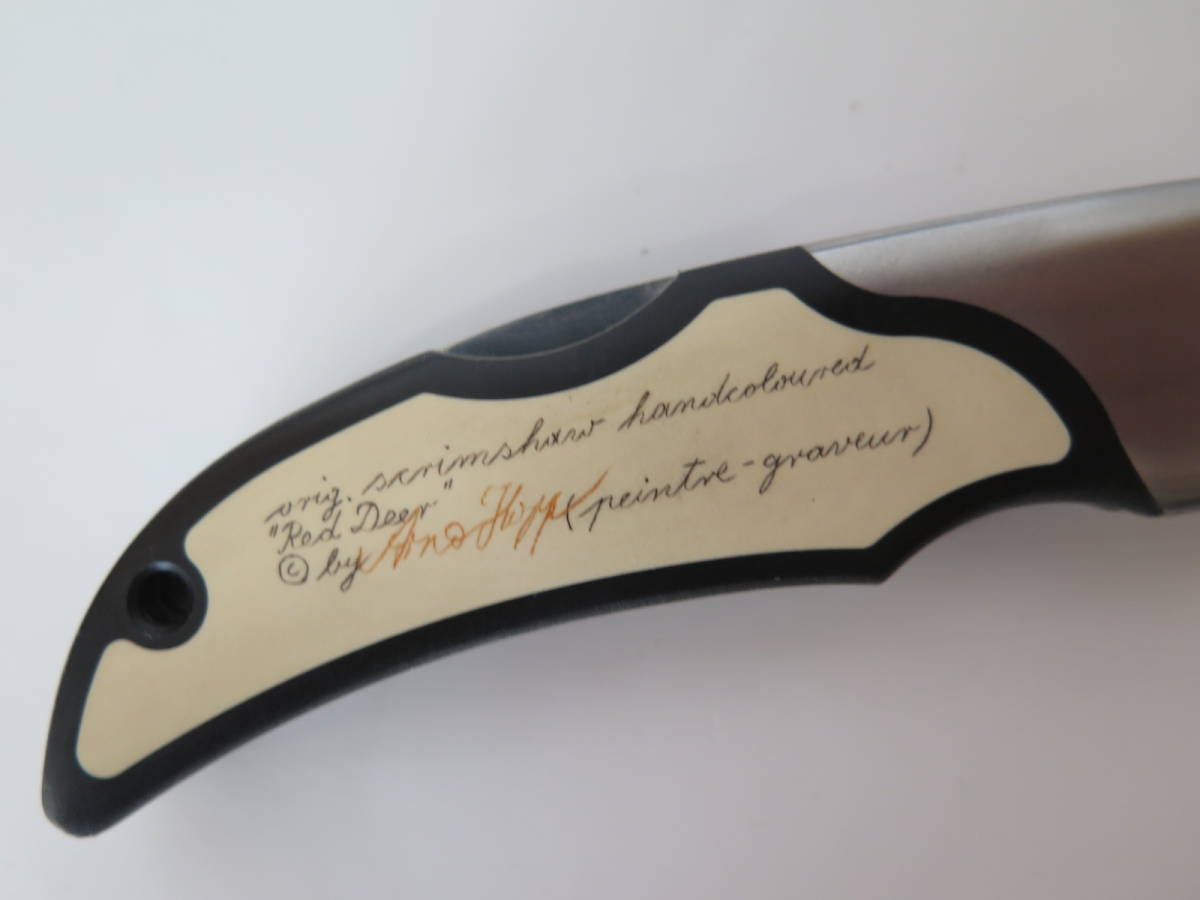 orig. scrimshaw handcoloured
"Red Deer"
© by (peintre-graveur)